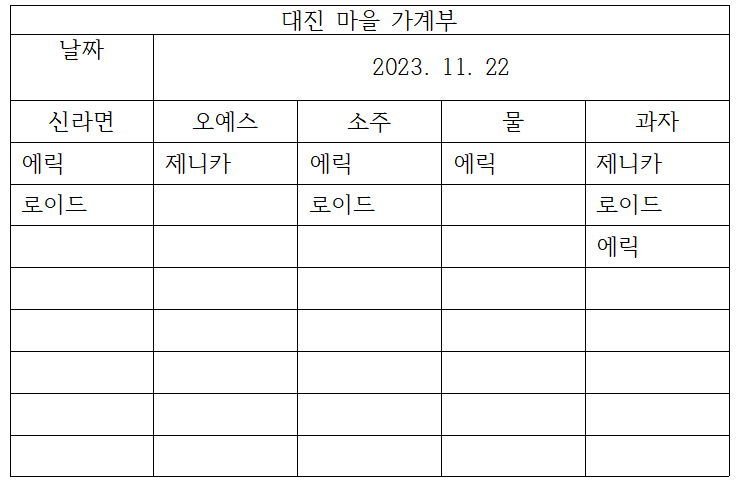 대진 마을 가계부
날짜 2023. 11. 22
신라면 오예스 소주 물 과자
에릭 제니카 에릭 에릭 제니카
로이드 로이드 로이드
에릭